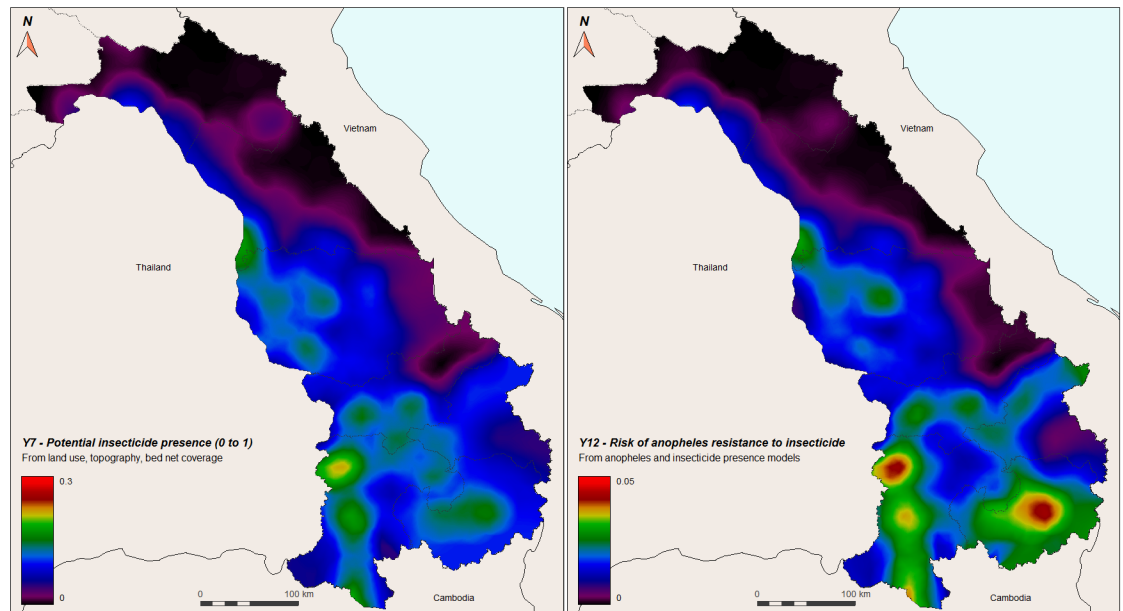 N
Vietnam
Thailand
Y7 - Potential insecticide presence (0 to 1)
From land use, topography, bed net coverage
0.3
0
0
100 km
Cambodia
N
Vietnam
Thailand
Y12 - Risk of anopheles resistance to insecticide
From anopheles and insecticide presence models
0.05
0
0
100 km
Cambodia